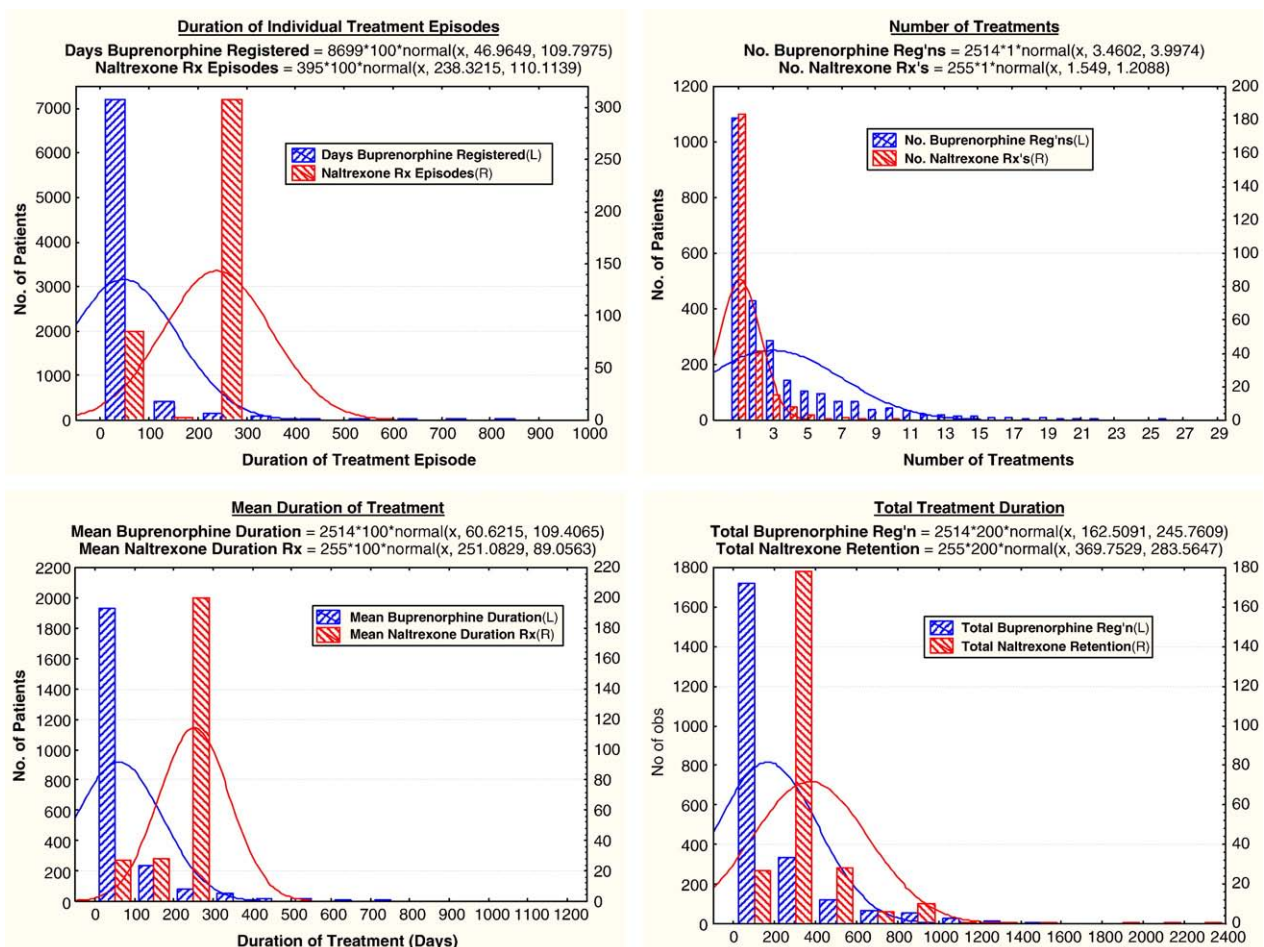 Duration of Individual Treatment Episodes
Days Buprenorphine Registered = 8699*100*normal(x, 46.9649, 109.7975)
Naltrexone Rx Episodes = 395*100*normal(x, 238.3215, 110.1139)
7000
6000
5000
4000
3000
2000
1000
0
No. of Patients
Days Buprenorphine Registered(L)
Naltrexone Rx Episodes(R)
300
250
200
150
100
50
0
0 100 200 300 400 500 600 700 800 900 1000
Duration of Treatment Episode
Number of Treatments
No. Buprenorphine Reg'ns = 2514*1*normal(x, 3.4602, 3.9974)
No. Naltrexone Rx's = 255*1*normal(x, 1.549, 1.2088)
1200
1000
800
600
400
200
0
No. of Patients
No. Buprenorphine Reg'ns(L)
No. Naltrexone Rx's(R)
200
180
160
140
120
100
80
60
40
20
0
1 3 5 7 9 11 13 15 17 19 21 23 25 27 29
Number of Treatments
Mean Duration of Treatment
Mean Buprenorphine Duration = 2514*100*normal(x, 60.6215, 109.4065)
Mean Naltrexone Duration Rx = 255*100*normal(x, 251.0829, 89.0563)
2200
2000
1800
1600
1400
1200
1000
800
600
400
200
0
No. of Patients
Mean Buprenorphine Duration(L)
Mean Naltrexone Duration Rx(R)
220
200
180
160
140
120
100
80
60
40
20
0
0 100 200 300 400 500 600 700 800 900 1000 1100 1200
Duration of Treatment (Days)
Total Treatment Duration
Total Buprenorphine Reg'n = 2514*200*normal(x, 162.5091, 245.7609)
Total Naltrexone Retention = 255*200*normal(x, 369.7529, 283.5647)
1800
1600
1400
1200
1000
800
600
400
200
0
No of obs
Total Buprenorphine Reg'n(L)
Total Naltrexone Retention(R)
180
160
140
120
100
80
60
40
20
0
0 200 400 600 800 1000 1200 1400 1600 1800 2000 2200 2400